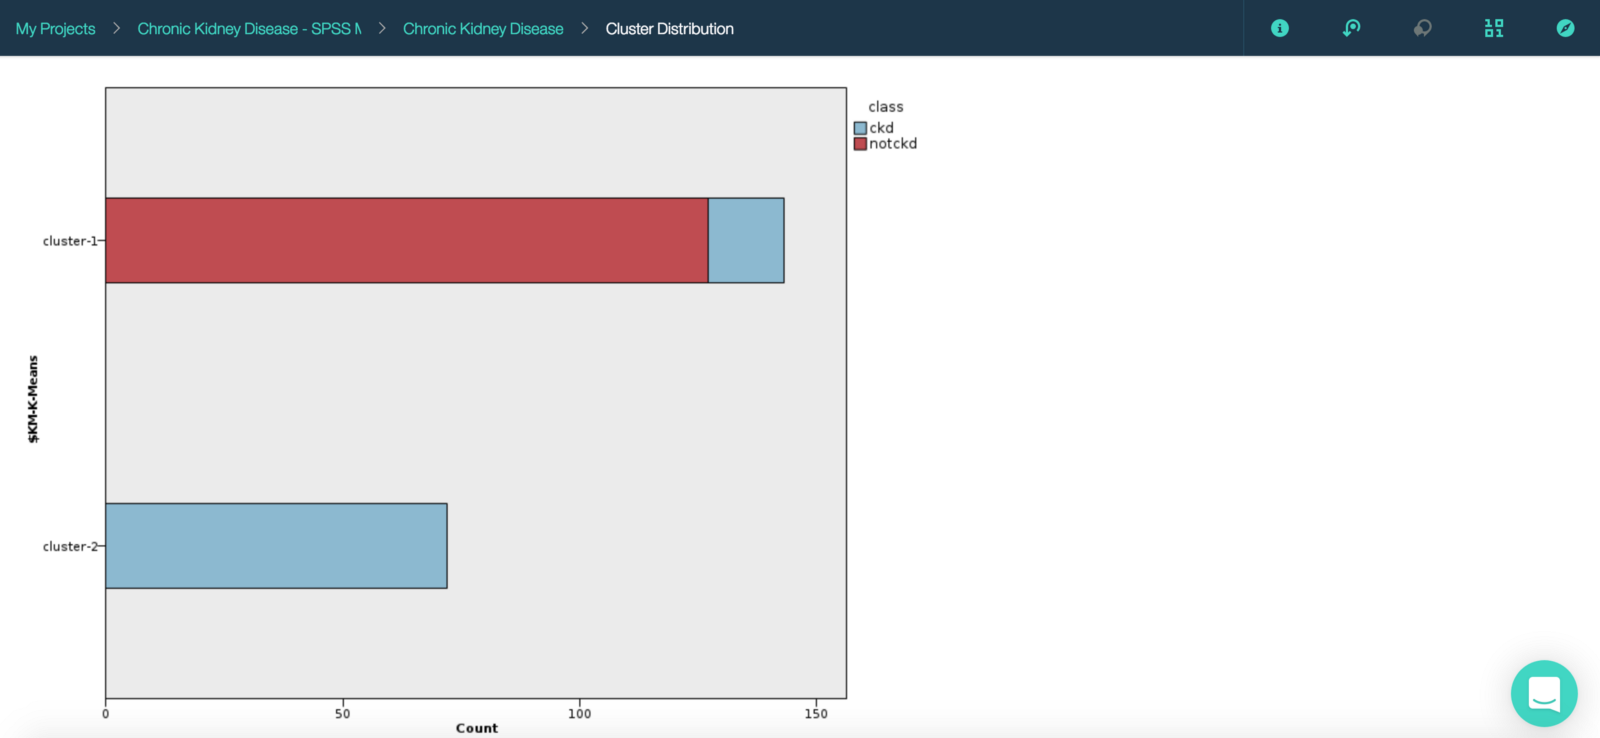 My Projects > Chronic Kidney Disease - SPSS M > Chronic Kidney Disease > Cluster Distribution
class
ckd
notckd
cluster-1
$KM-K-Means
cluster-2
0 50 100 150
Count